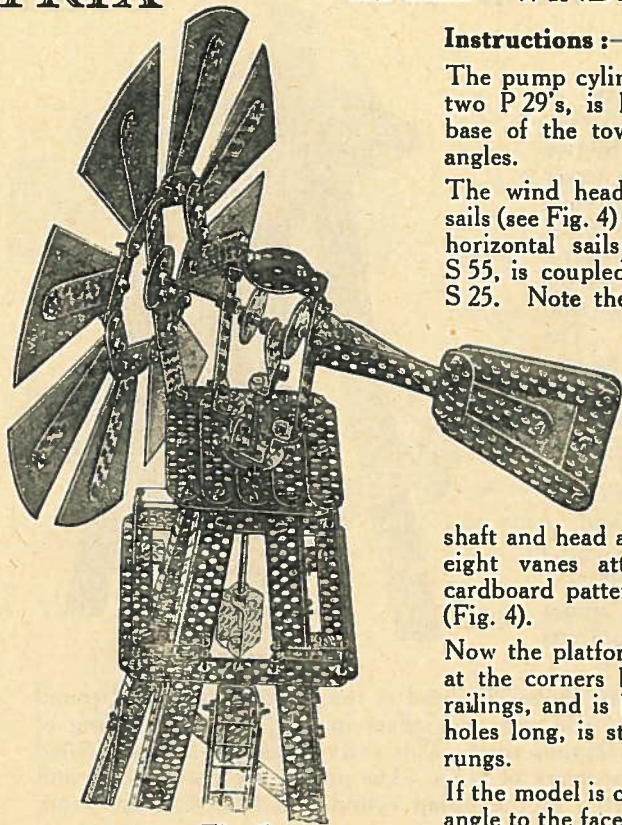 Instructions :—
The pump cylin
two P 29's, is
base of the tow
angles.
The wind head
sails (see Fig. 4)
horizontal sails
S 55, is coupled
S 25. Note the
shaft and head a
eight vanes att
cardboard patte
(Fig. 4).
Now the platfor
at the corners
railings, and is
holes long, is st
rungs.
If the model is c
angle to the face